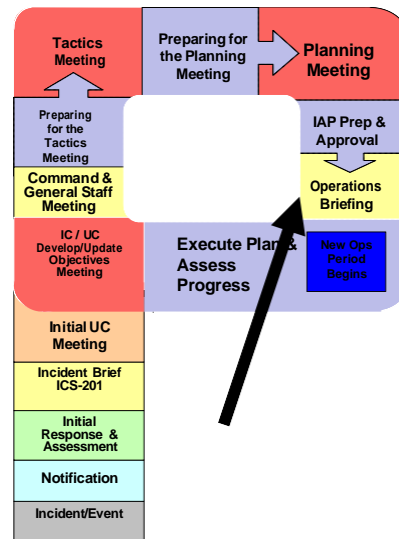 Tactics
Meeting
Preparing for
the Planning
Meeting
Planning
Meeting
Preparing
for the
Tactics
Meeting
IAP Prep &
Approval
Command &
General Staff
Meeting
Operations
Briefing
IC / UC
Develop/Update
Objectives
Meeting
Execute Plan &
Assess
Progress
New Ops
Period
Begins
Initial UC
Meeting
Incident Brief
ICS-201
Initial
Response &
Assessment
Notification
Incident/Event